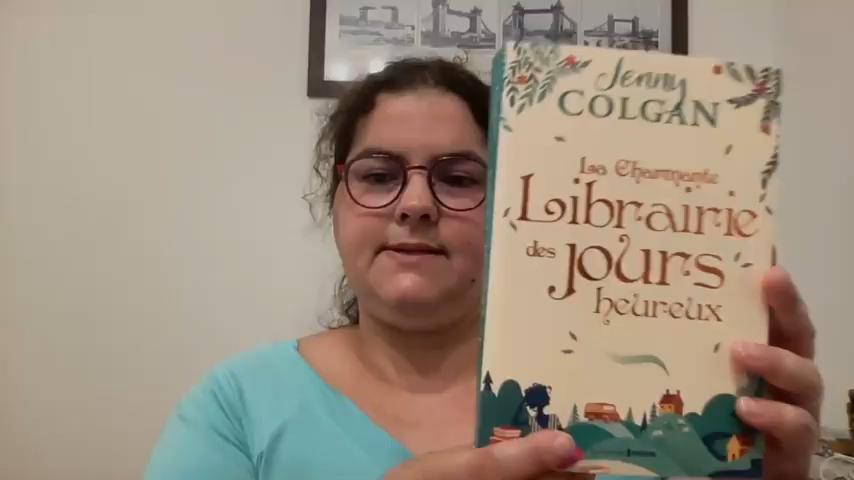 Jenny
COLGAN
La Charmante
Librairie
des jours
heureux